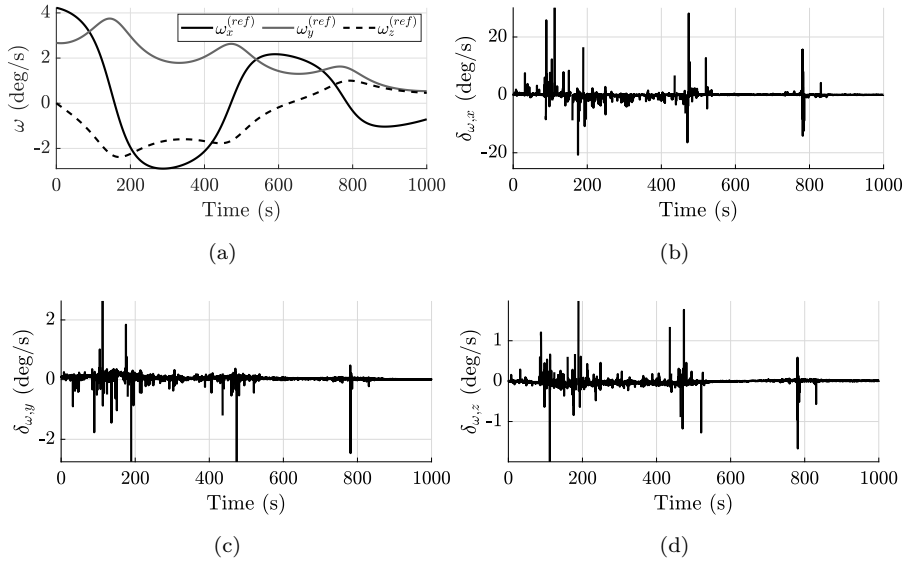 ω_x^(ref) ω_y^(ref) ω_z^(ref)
4
2
0
-2
ω (deg/s)
0 200 400 600 800 1000
Time (s)
(a)
20
0
-20
δ_ω,x (deg/s)
0 200 400 600 800 1000
Time (s)
(b)
2
0
-2
δ_ω,y (deg/s)
0 200 400 600 800 1000
Time (s)
(c)
1
0
-1
δ_ω,z (deg/s)
0 200 400 600 800 1000
Time (s)
(d)